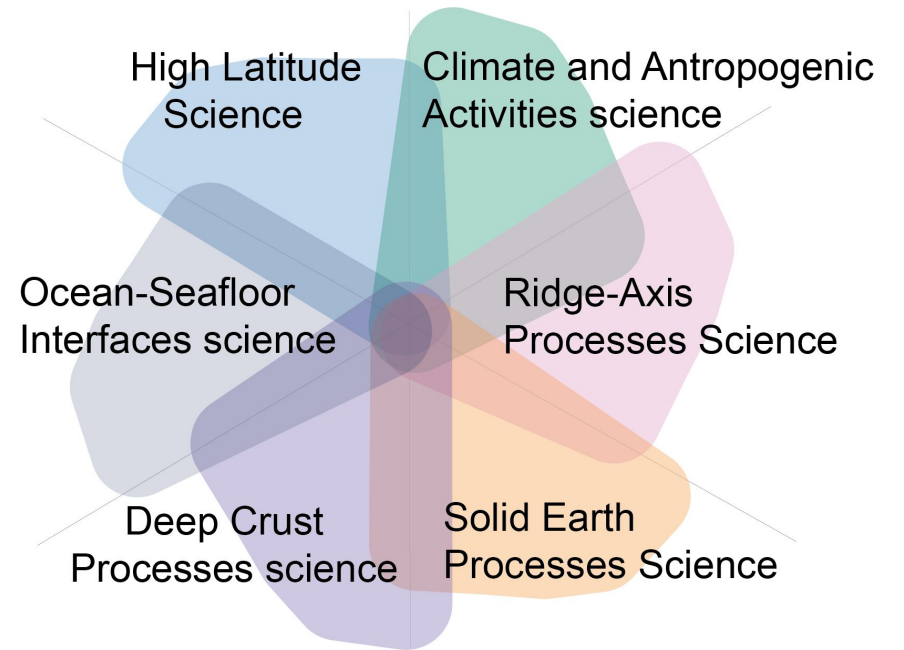 High Latitude
Science
Climate and Antropogenic
Activities science
Ocean-Seafloor
Interfaces science
Ridge-Axis
Processes Science
Deep Crust
Processes science
Solid Earth
Processes Science